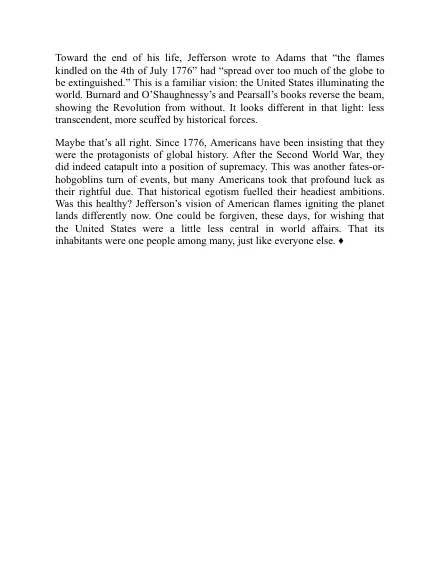 Toward the end of his life, Jefferson wrote to Adams that “the flames
kindled on the 4th of July 1776” had “spread over too much of the globe to
be extinguished.” This is a familiar vision: the United States illuminating the
world. Burnard and O’Shaughnessy’s and Pearsall’s books reverse the beam,
showing the Revolution from without. It looks different in that light: less
transcendent, more scuffed by historical forces.
Maybe that’s all right. Since 1776, Americans have been insisting that they
were the protagonists of global history. After the Second World War, they
did indeed catapult into a position of supremacy. This was another fates-or-
hobgoblins turn of events, but many Americans took that profound luck as
their rightful due. That historical egotism fuelled their headiest ambitions.
Was this healthy? Jefferson’s vision of American flames igniting the planet
lands differently now. One could be forgiven, these days, for wishing that
the United States were a little less central in world affairs. That its
inhabitants were one people among many, just like everyone else. ♦